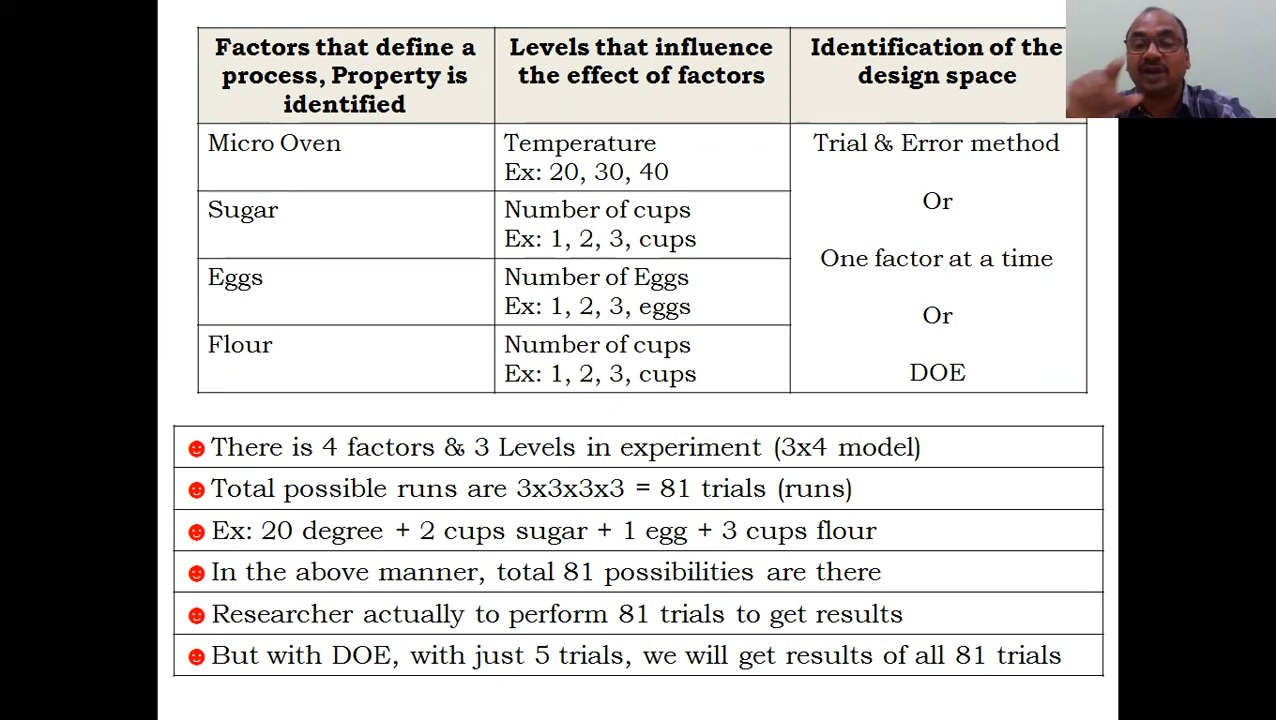 Factors that define a
process, Property is
identified
Levels that influence
the effect of factors
Identification of the
design space
Micro Oven
Temperature
Ex: 20, 30, 40
Trial & Error method
Or
One factor at a time
Or
DOE
Sugar
Number of cups
Ex: 1, 2, 3, cups
Eggs
Number of Eggs
Ex: 1, 2, 3, eggs
Flour
Number of cups
Ex: 1, 2, 3, cups
There is 4 factors & 3 Levels in experiment (3x4 model)
Total possible runs are 3x3x3x3 = 81 trials (runs)
Ex: 20 degree + 2 cups sugar + 1 egg + 3 cups flour
In the above manner, total 81 possibilities are there
Researcher actually to perform 81 trials to get results
But with DOE, with just 5 trials, we will get results of all 81 trials